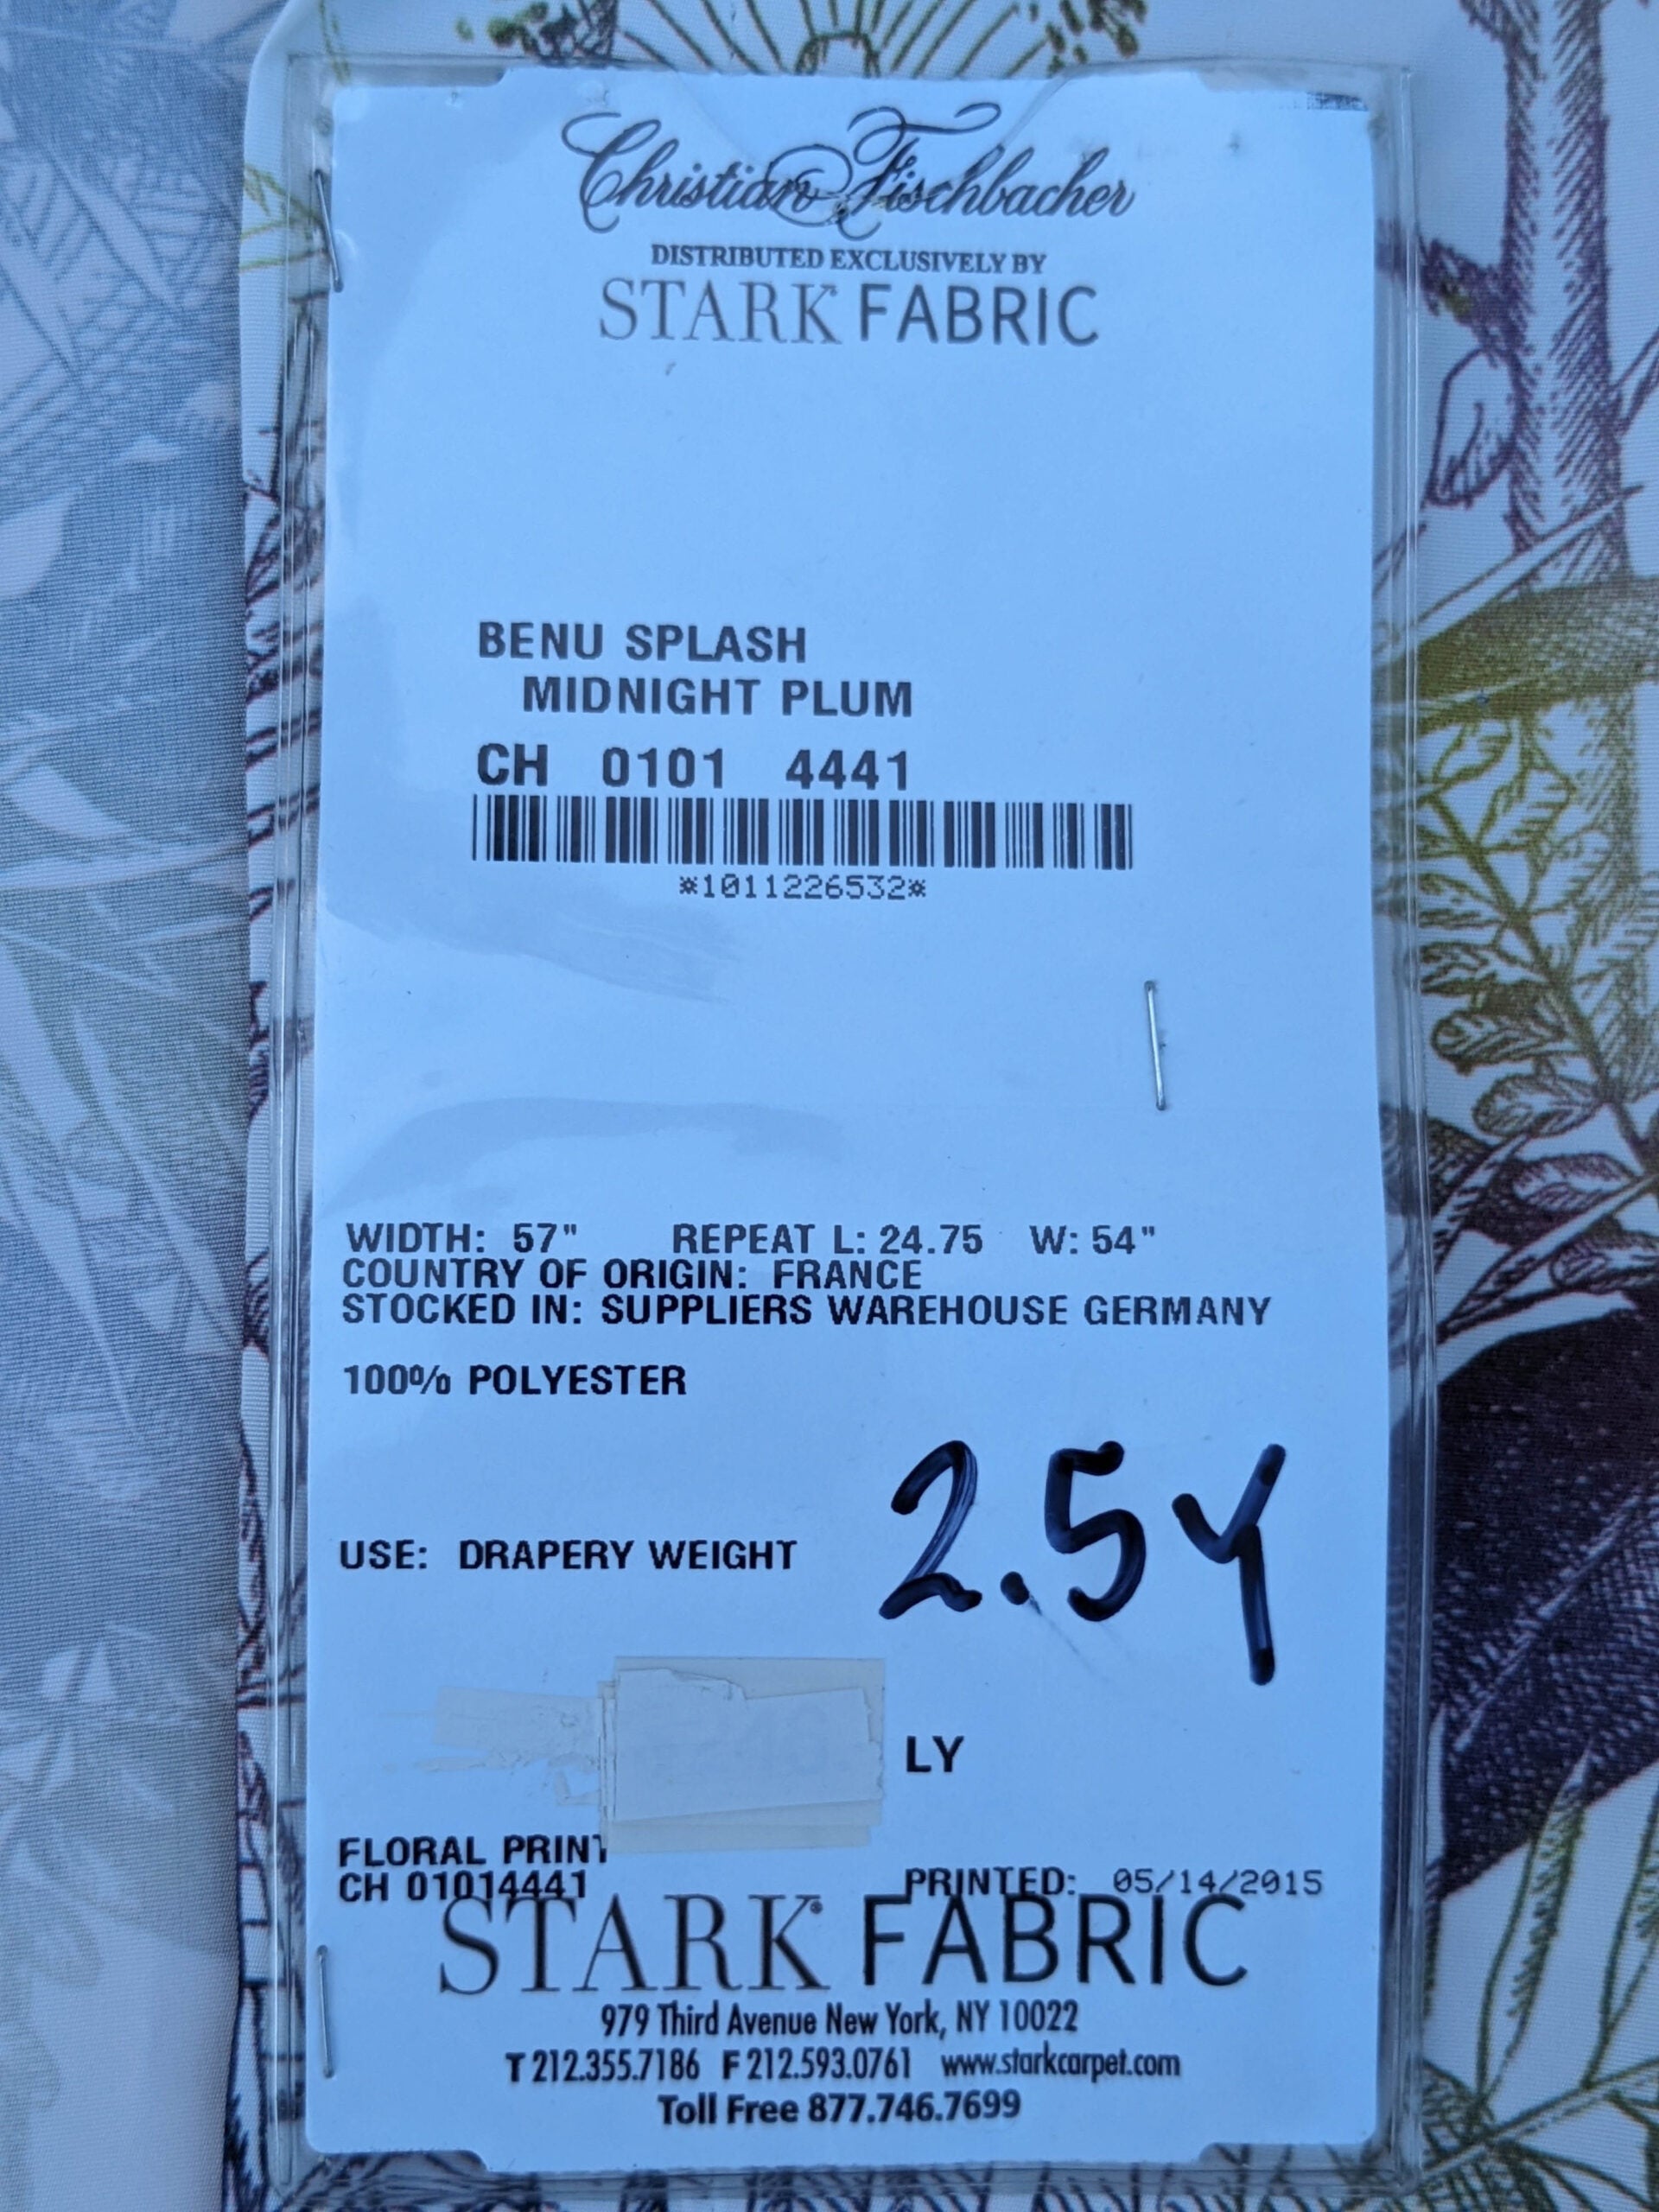 Christian Fischbacher
DISTRIBUTED EXCLUSIVELY BY
STARK FABRIC
BENU SPLASH
MIDNIGHT PLUM
CH 0101 4441
*1011226532*
WIDTH: 57" REPEAT L: 24.75 W: 54"
COUNTRY OF ORIGIN: FRANCE
STOCKED IN: SUPPLIERS WAREHOUSE GERMANY
100% POLYESTER
2.5Y
USE: DRAPERY WEIGHT
LY
FLORAL PRINT
CH 01014441 PRINTED: 05/14/2015
STARK® FABRIC
979 Third Avenue New York, NY 10022
T 212.355.7186 F 212.593.0761 www.starkcarpet.com
Toll Free 877.746.7699